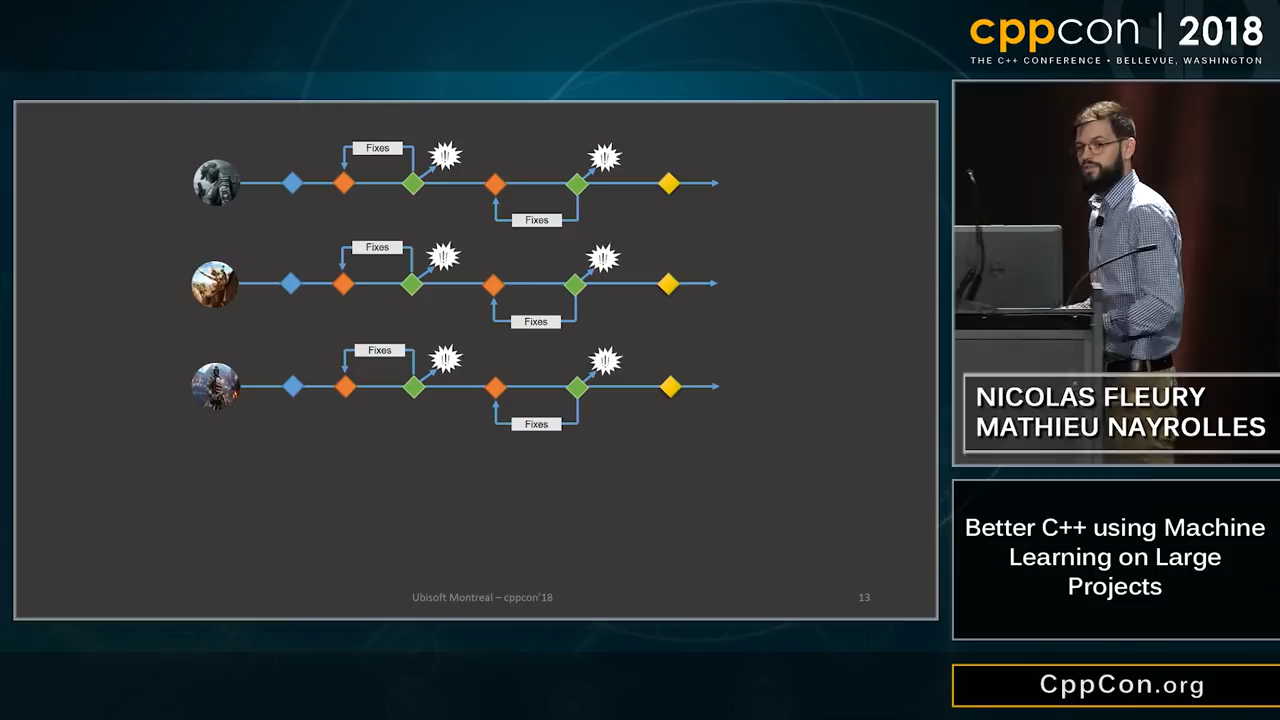 cppcon | 2018
THE C++ CONFERENCE • BELLEVUE, WASHINGTON
Fixes
!!!
!!!
Fixes
Fixes
!!!
!!!
Fixes
Fixes
!!!
!!!
Fixes
Ubisoft Montreal – cppcon'18
13
NICOLAS FLEURY
MATHIEU NAYROLLES
Better C++ using Machine
Learning on Large
Projects
CppCon.org